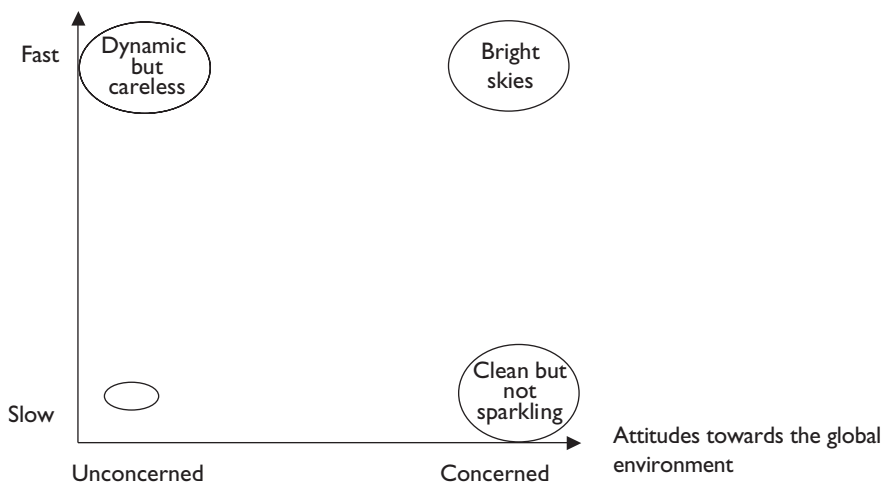 Fast
Dynamic
but
careless
Bright
skies
Slow
Clean but
not
sparkling
Attitudes towards the global
environment
Unconcerned
Concerned